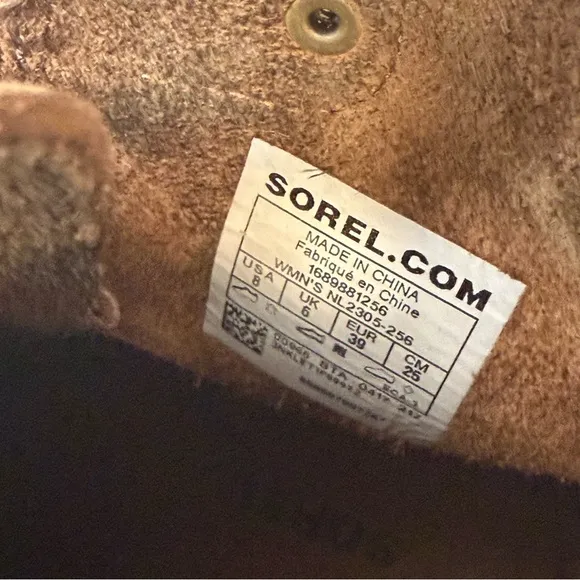 SOREL.COM
MADE IN CHINA
Fabriqué en Chine
1689881256
WMN'S NL2305-256
USA UK EUR CM
8 6 39 25